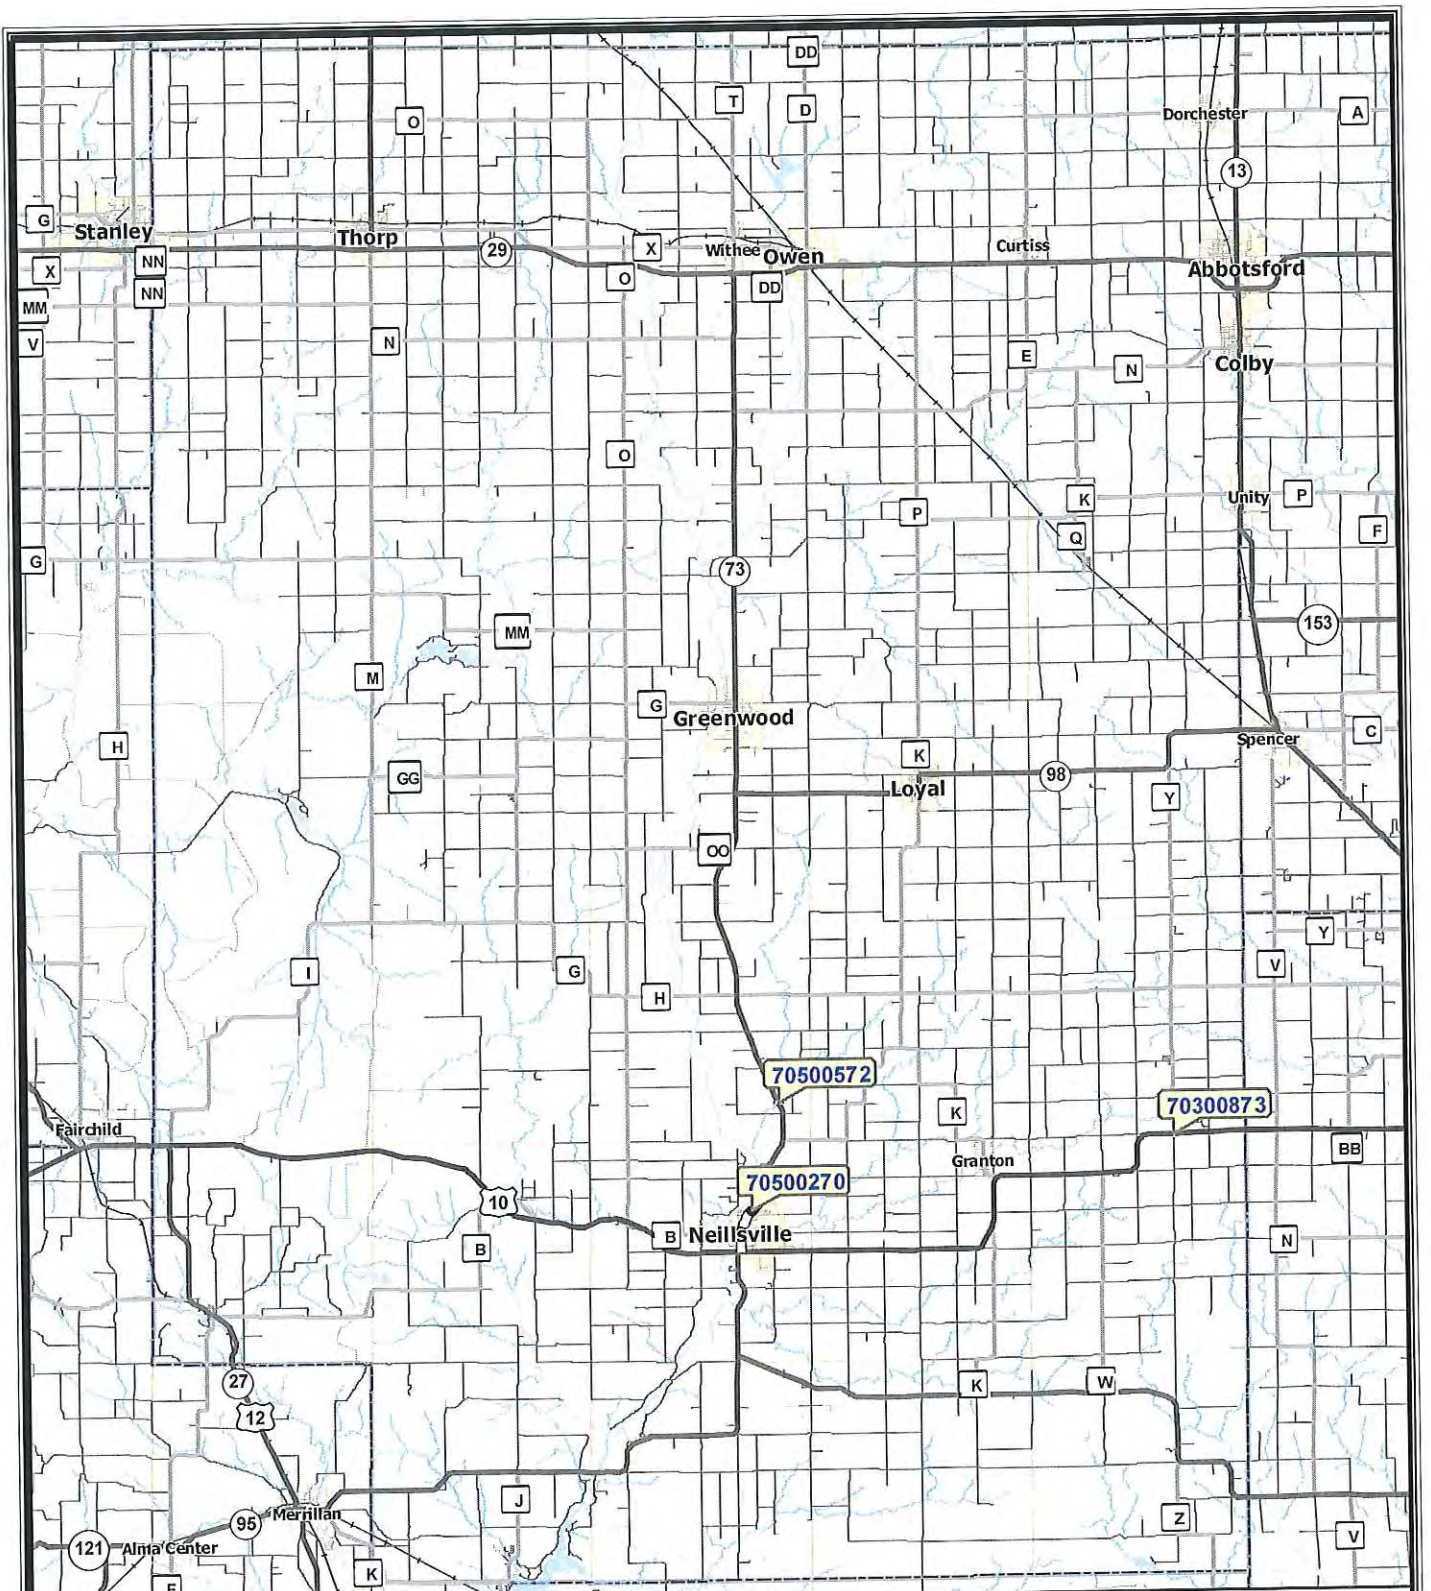 DD
T
D
O
Dorchester
A
13
G
Stanley
Thorp
29
X
Withee
Owen
Curtiss
Abbotsford
NN
X
O
DD
NN
MM
V
N
E
N
Colby
O
K
Unity
P
P
Q
F
G
73
MM
153
M
G
Greenwood
H
K
98
Spencer
C
GG
Loyal
Y
OO
Y
I
G
H
V
70500572
70300873
K
Fairchild
Granton
BB
70500270
10
B
Neillsville
B
N
27
K
W
12
J
Merrillan
95
Z
121
Alma Center
V
K
F